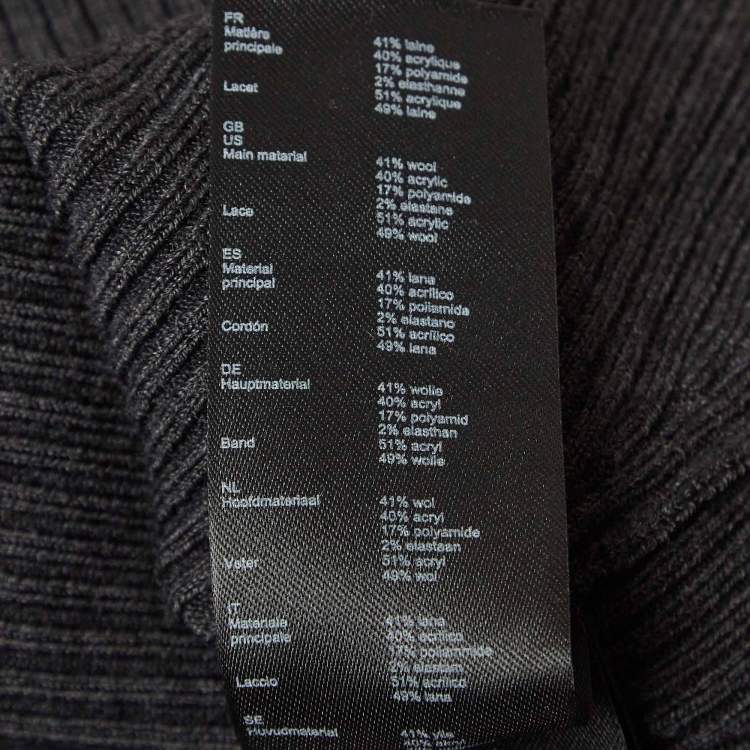 FR
Matière
principale
41% laine
40% acrylique
17% polyamide
2% elasthanne
Lacet
51% acrylique
49% laine
GB
US
Main material
41% wool
40% acrylic
17% polyamide
2% elastane
Lace
51% acrylic
49% wool
ES
Material
principal
41% lana
40% acrílico
17% poliamida
2% elastano
Cordón
51% acrílico
49% lana
DE
Hauptmaterial
41% wolle
40% acryl
17% polyamid
2% elasthan
Band
51% acryl
49% wolle
NL
Hoofdmateriaal
41% wol
40% acryl
17% polyamide
2% elastaan
Veter
51% acryl
49% wol
IT
Materiale
principale
41% lana
40% acrilico
17% poliammide
2% elastan
Laccio
51% acrilico
49% lana
SE
Huvudmaterial
41% ylle
40% akryl